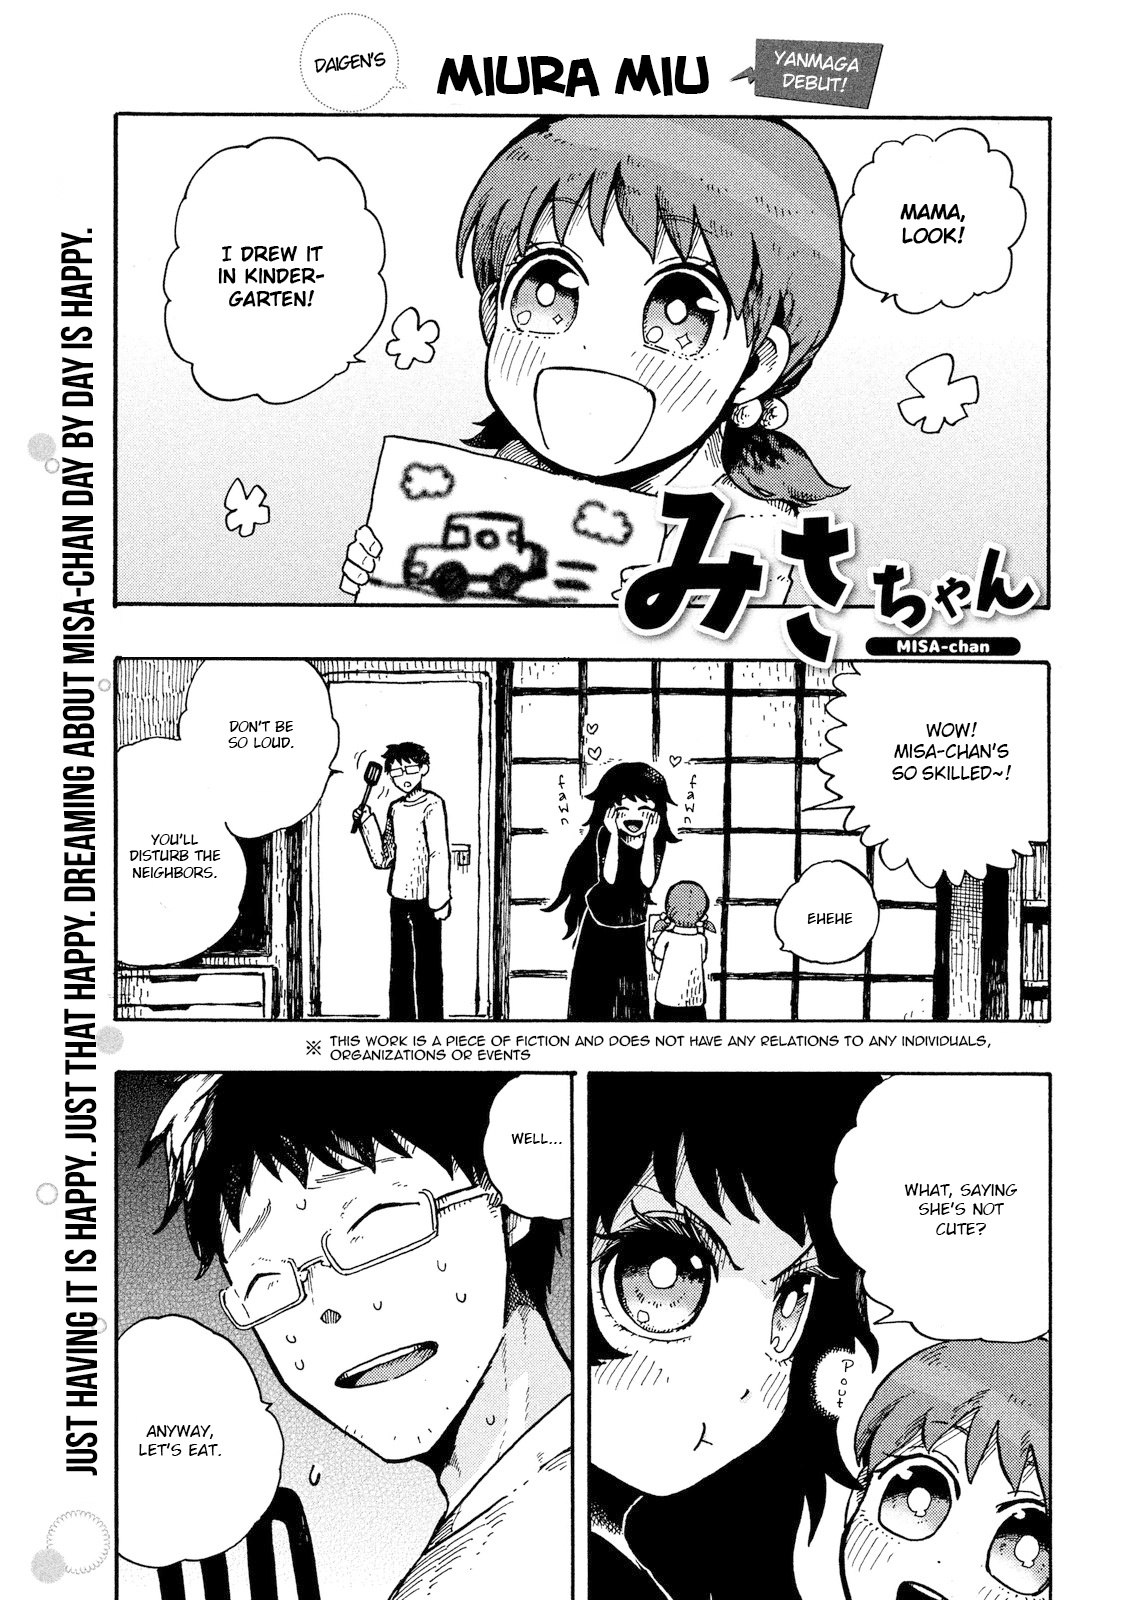 DAIGEN'S
MIURA MIU
YANMAGA
DEBUT!
MAMA,
LOOK!
I DREW IT
IN KINDER-
GARTEN!
みさちゃん
MISA-chan
JUST HAVING IT IS HAPPY. JUST THAT HAPPY. DREAMING ABOUT MISA-CHAN DAY BY DAY IS HAPPY.
WOW!
MISA-CHAN'S
SO SKILLED~!
EHEHE
fawn
fawn
DON'T BE
SO LOUD.
YOU'LL
DISTURB THE
NEIGHBORS.
※ THIS WORK IS A PIECE OF FICTION AND DOES NOT HAVE ANY RELATIONS TO ANY INDIVIDUALS,
ORGANIZATIONS OR EVENTS
WHAT, SAYING
SHE'S NOT
CUTE?
Pout
WELL...
ANYWAY,
LET'S EAT.